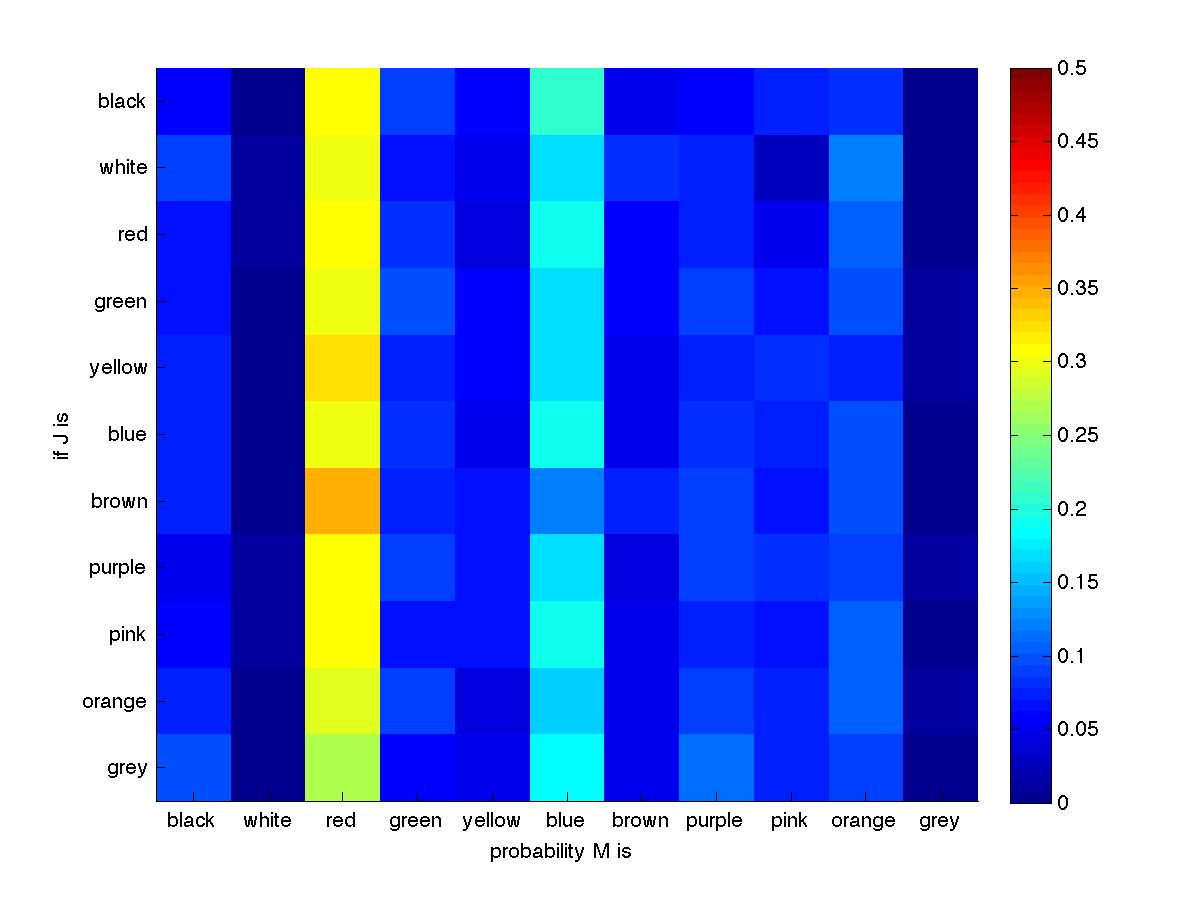 black
white
red
green
yellow
blue
brown
purple
pink
orange
grey
if J is
black white red green yellow blue brown purple pink orange grey
probability M is
0.5
0.45
0.4
0.35
0.3
0.25
0.2
0.15
0.1
0.05
0